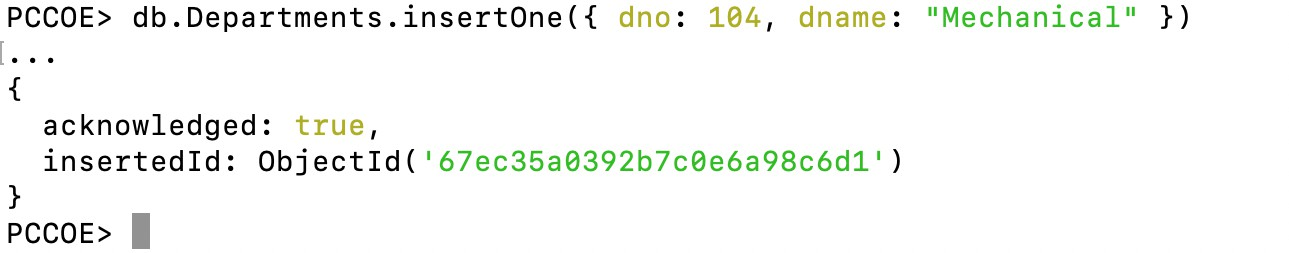 PCCOE> db.Departments.insertOne({ dno: 104, dname: "Mechanical" })
...
{
  acknowledged: true,
  insertedId: ObjectId('67ec35a0392b7c0e6a98c6d1')
}
PCCOE>